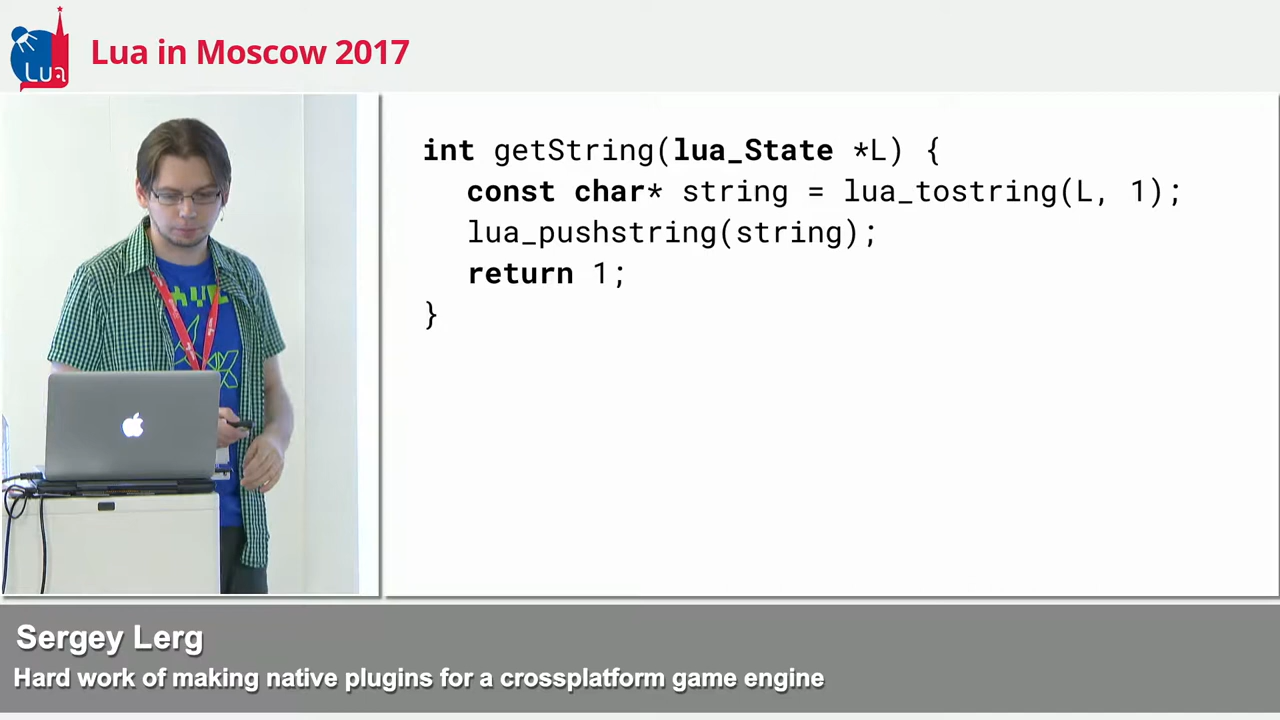 Lua
Lua in Moscow 2017
int getString(lua_State *L) {
const char* string = lua_tostring(L, 1);
lua_pushstring(string);
return 1;
}
Sergey Lerg
Hard work of making native plugins for a crossplatform game engine